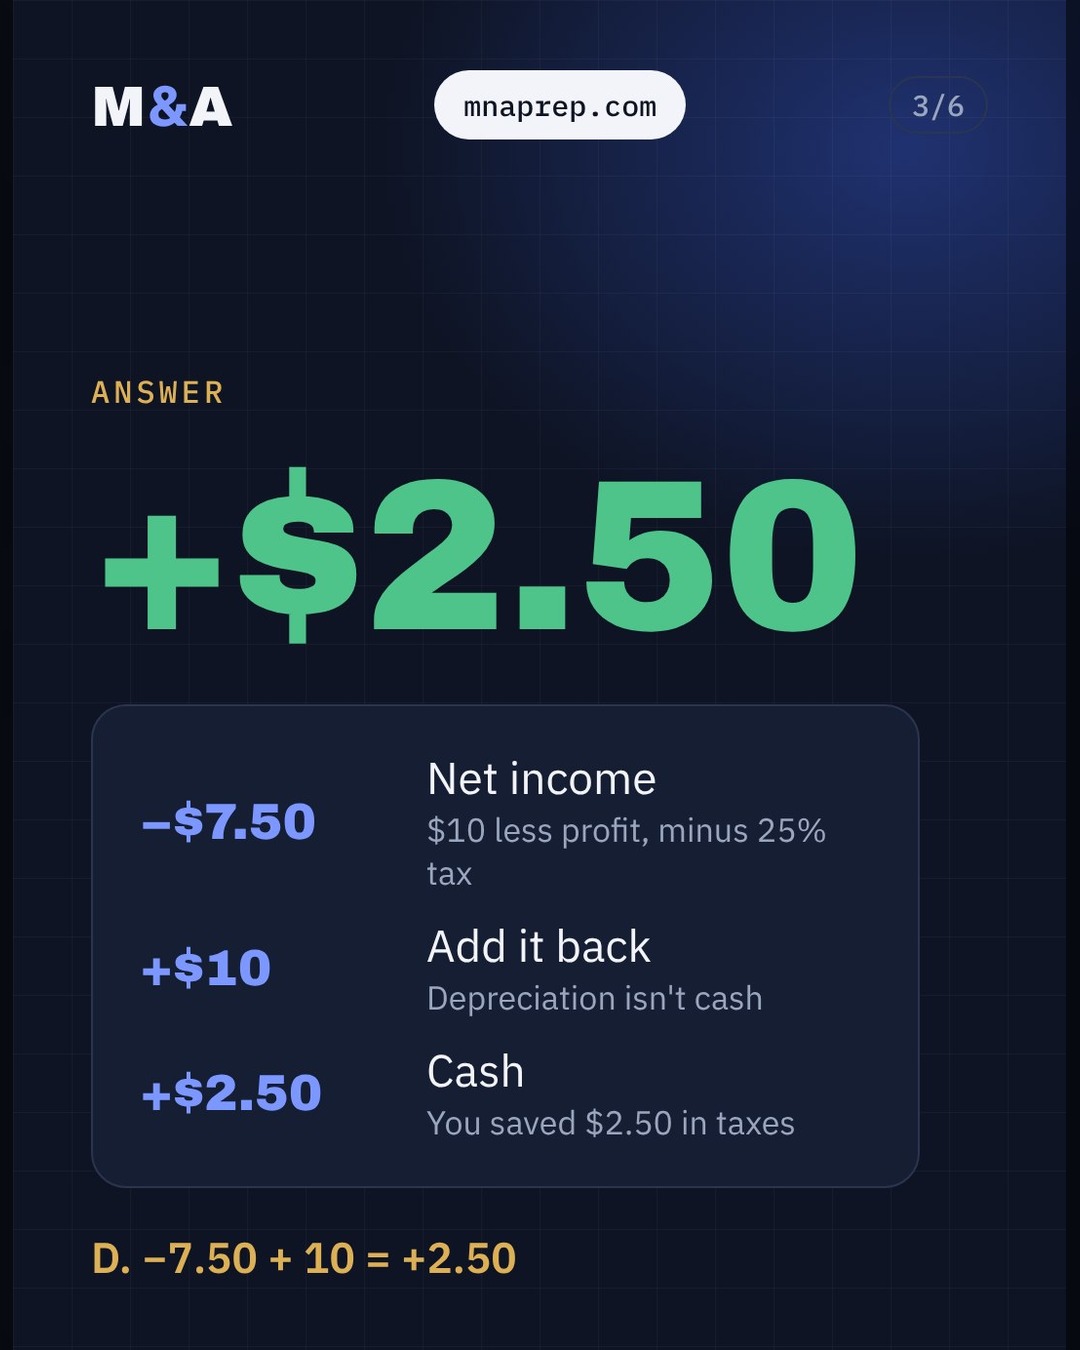 M&A
mnaprep.com
3/6
ANSWER
+$2.50
–$7.50
Net income
$10 less profit, minus 25%
tax
+$10
Add it back
Depreciation isn't cash
+$2.50
Cash
You saved $2.50 in taxes
D. –7.50 + 10 = +2.50